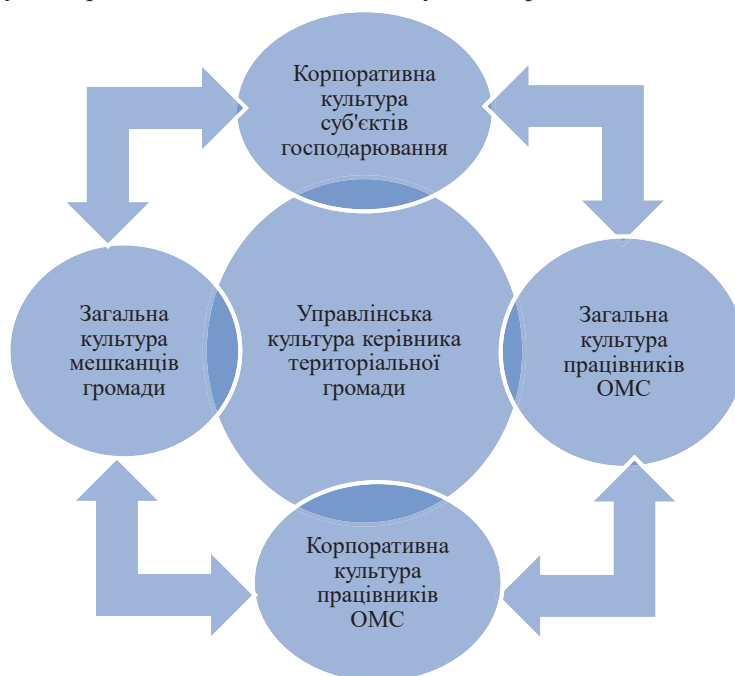 Корпоративна
культура
суб'єктів
господарювання
Загальна
культура
мешканців
громади
Управлінська
культура керівника
територіальної
громади
Загальна
культура
працівників
ОМС
Корпоративна
культура
працівників
ОМС